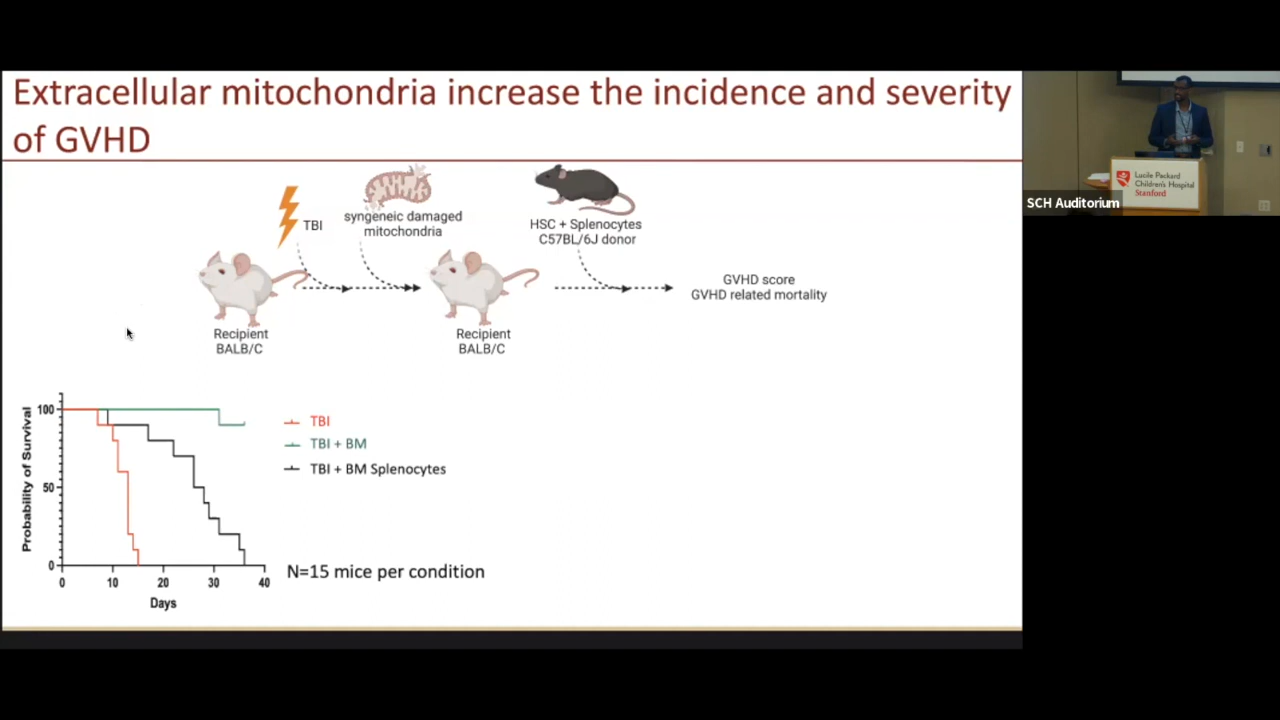 Extracellular mitochondria increase the incidence and severity
of GVHD
TBI
syngeneic damaged
mitochondria
HSC + Splenocytes
C57BL/6J donor
GVHD score
GVHD related mortality
Recipient
BALB/C
Recipient
BALB/C
Probability of Survival
100
50
0
0 10 20 30 40
Days
TBI
TBI + BM
TBI + BM Splenocytes
N=15 mice per condition
Lucile Packard
Children's Hospital
Stanford
SCH Auditorium